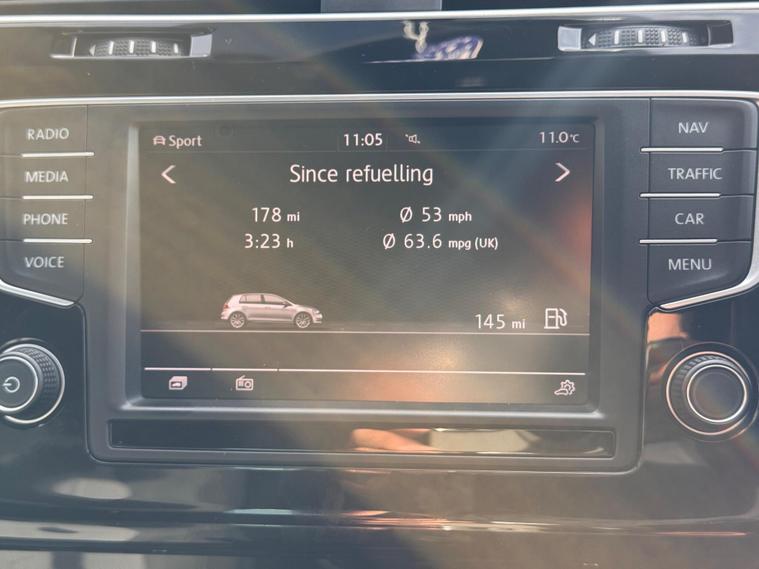 RADIO
MEDIA
PHONE
VOICE
Sport 11:05 11.0°C
< Since refuelling >
178 mi Ø 53 mph
3:23 h Ø 63.6 mpg (UK)
145 mi
NAV
TRAFFIC
CAR
MENU